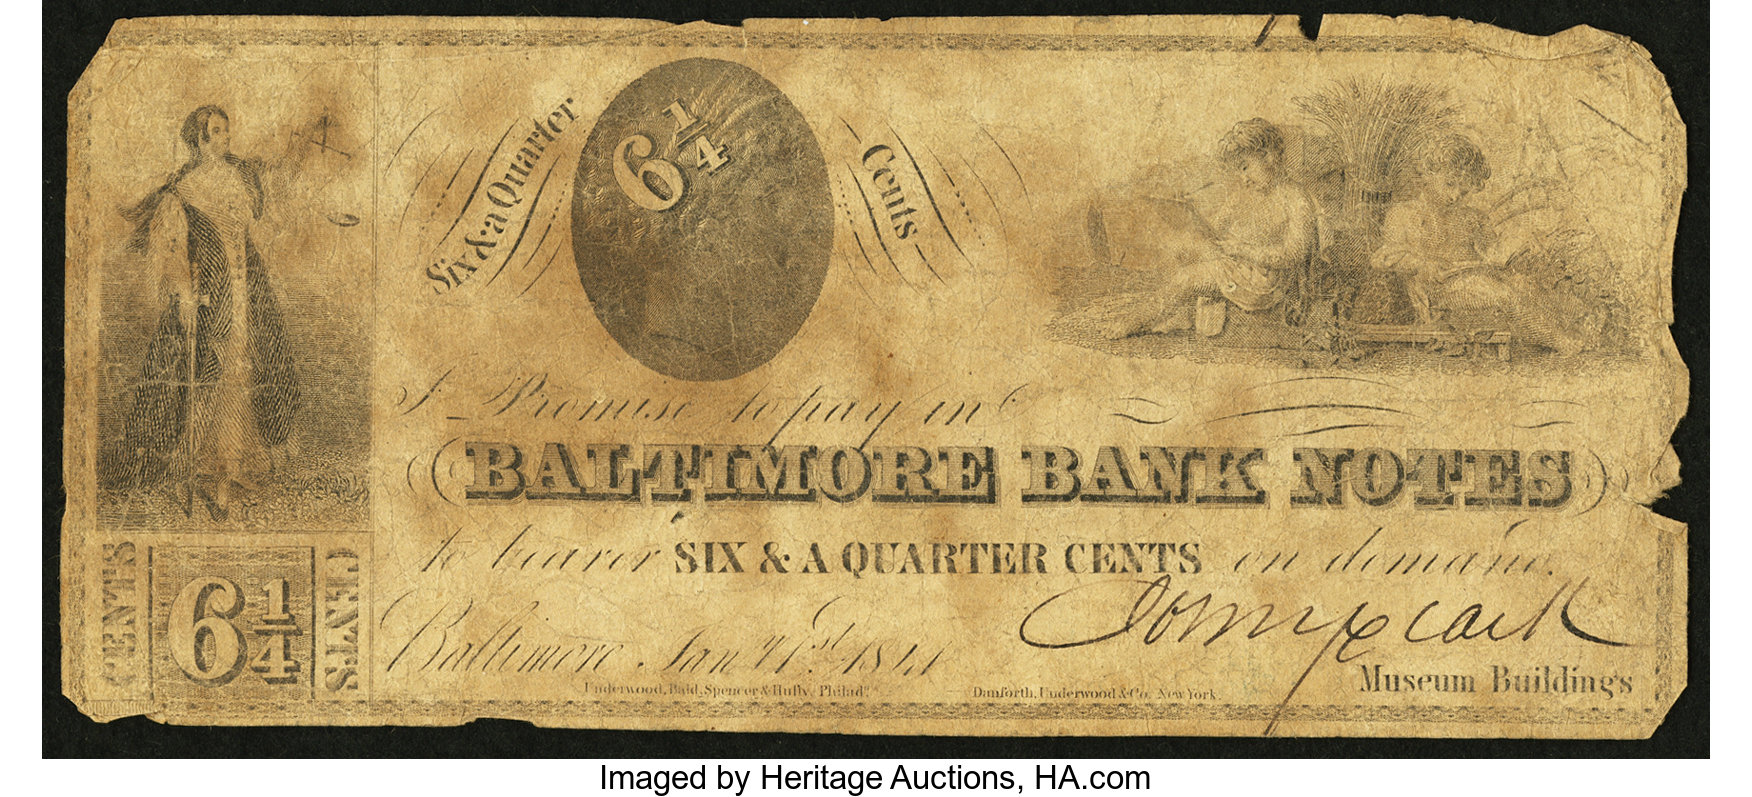 Six & a Quarter
6 1/4
Cents
I Promise to pay in
BALTIMORE BANK NOTES
to bearer SIX & A QUARTER CENTS on demand.
CENTS
6 1/4
CENTS
Baltimore Jany 1st 1841
Museum Buildings
Underwood, Bald, Spencer & Hufty, Philada.
Danforth, Underwood & Co. New York.
Imaged by Heritage Auctions, HA.com